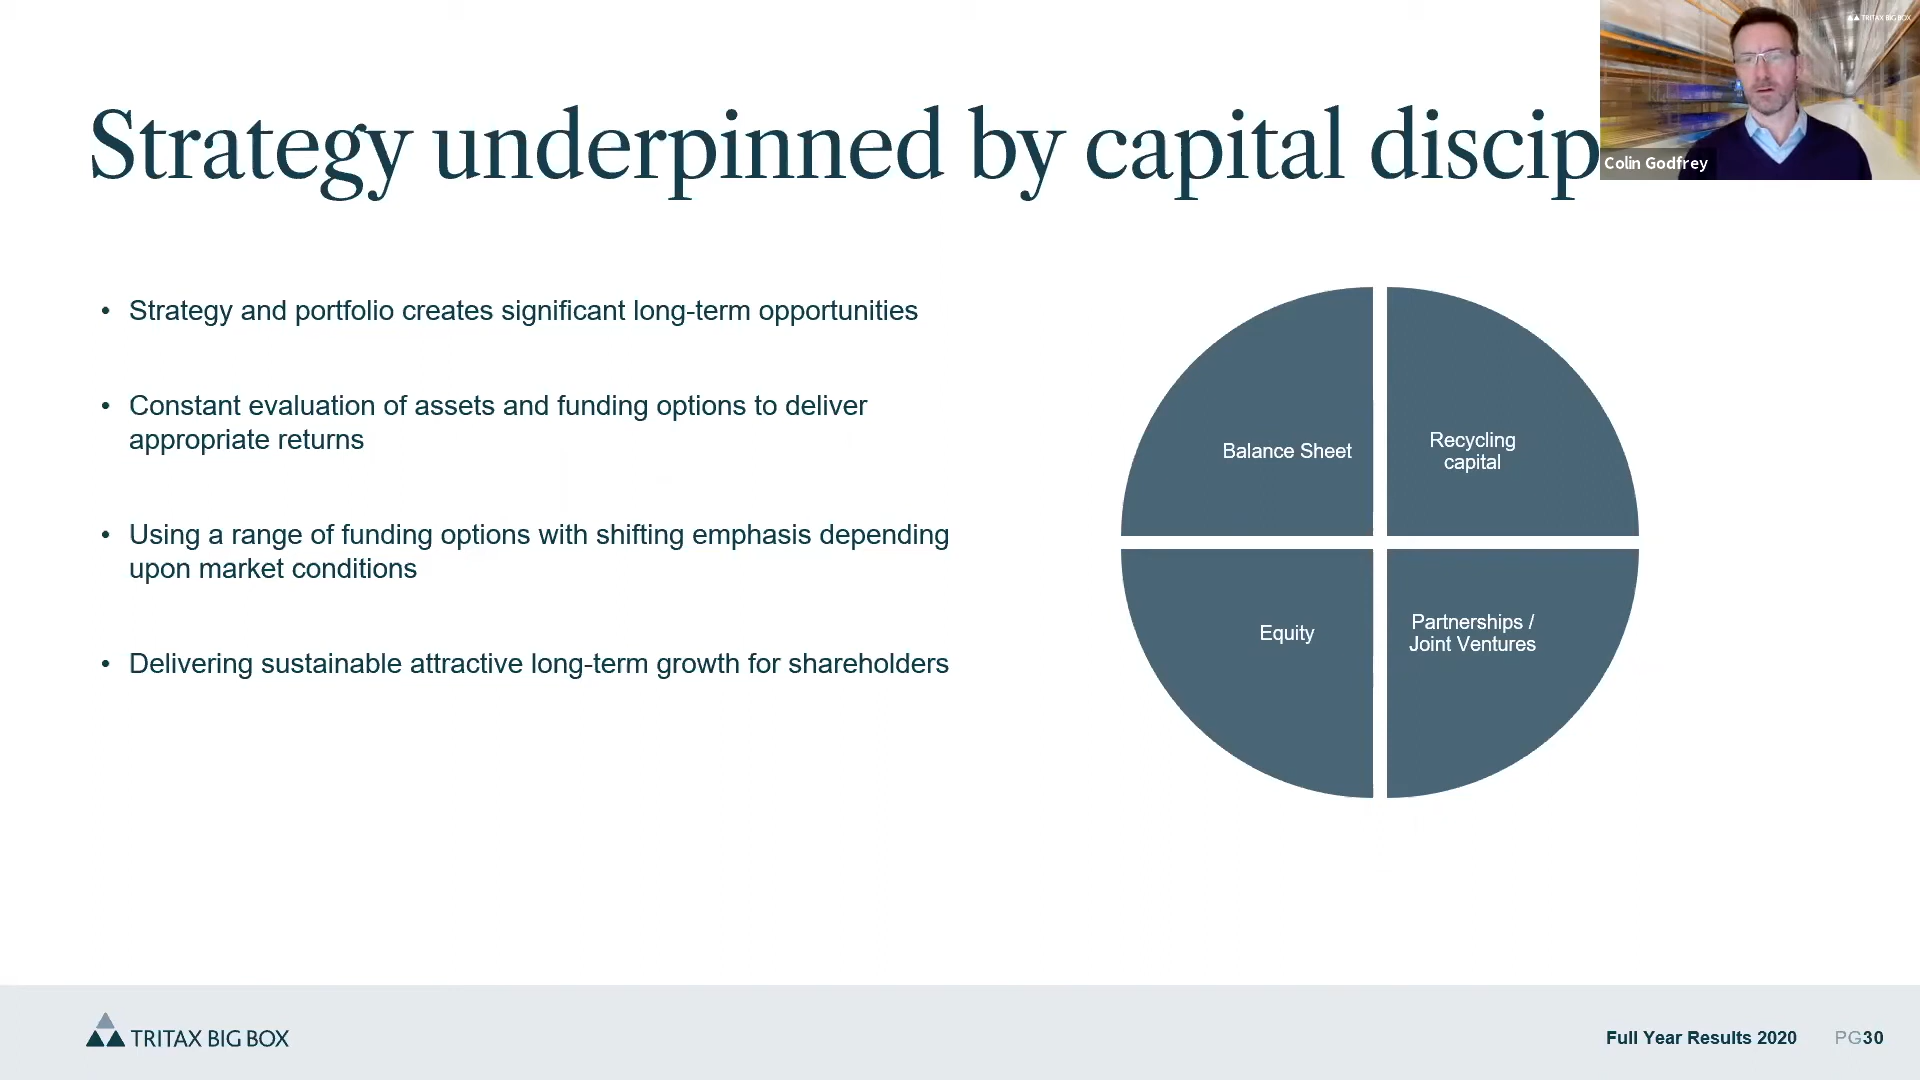 TRITAX BIG BOX
Strategy underpinned by capital discip
Colin Godfrey
• Strategy and portfolio creates significant long-term opportunities
• Constant evaluation of assets and funding options to deliver
appropriate returns
• Using a range of funding options with shifting emphasis depending
upon market conditions
• Delivering sustainable attractive long-term growth for shareholders
Balance Sheet
Recycling
capital
Equity
Partnerships /
Joint Ventures
TRITAX BIG BOX
Full Year Results 2020
PG30